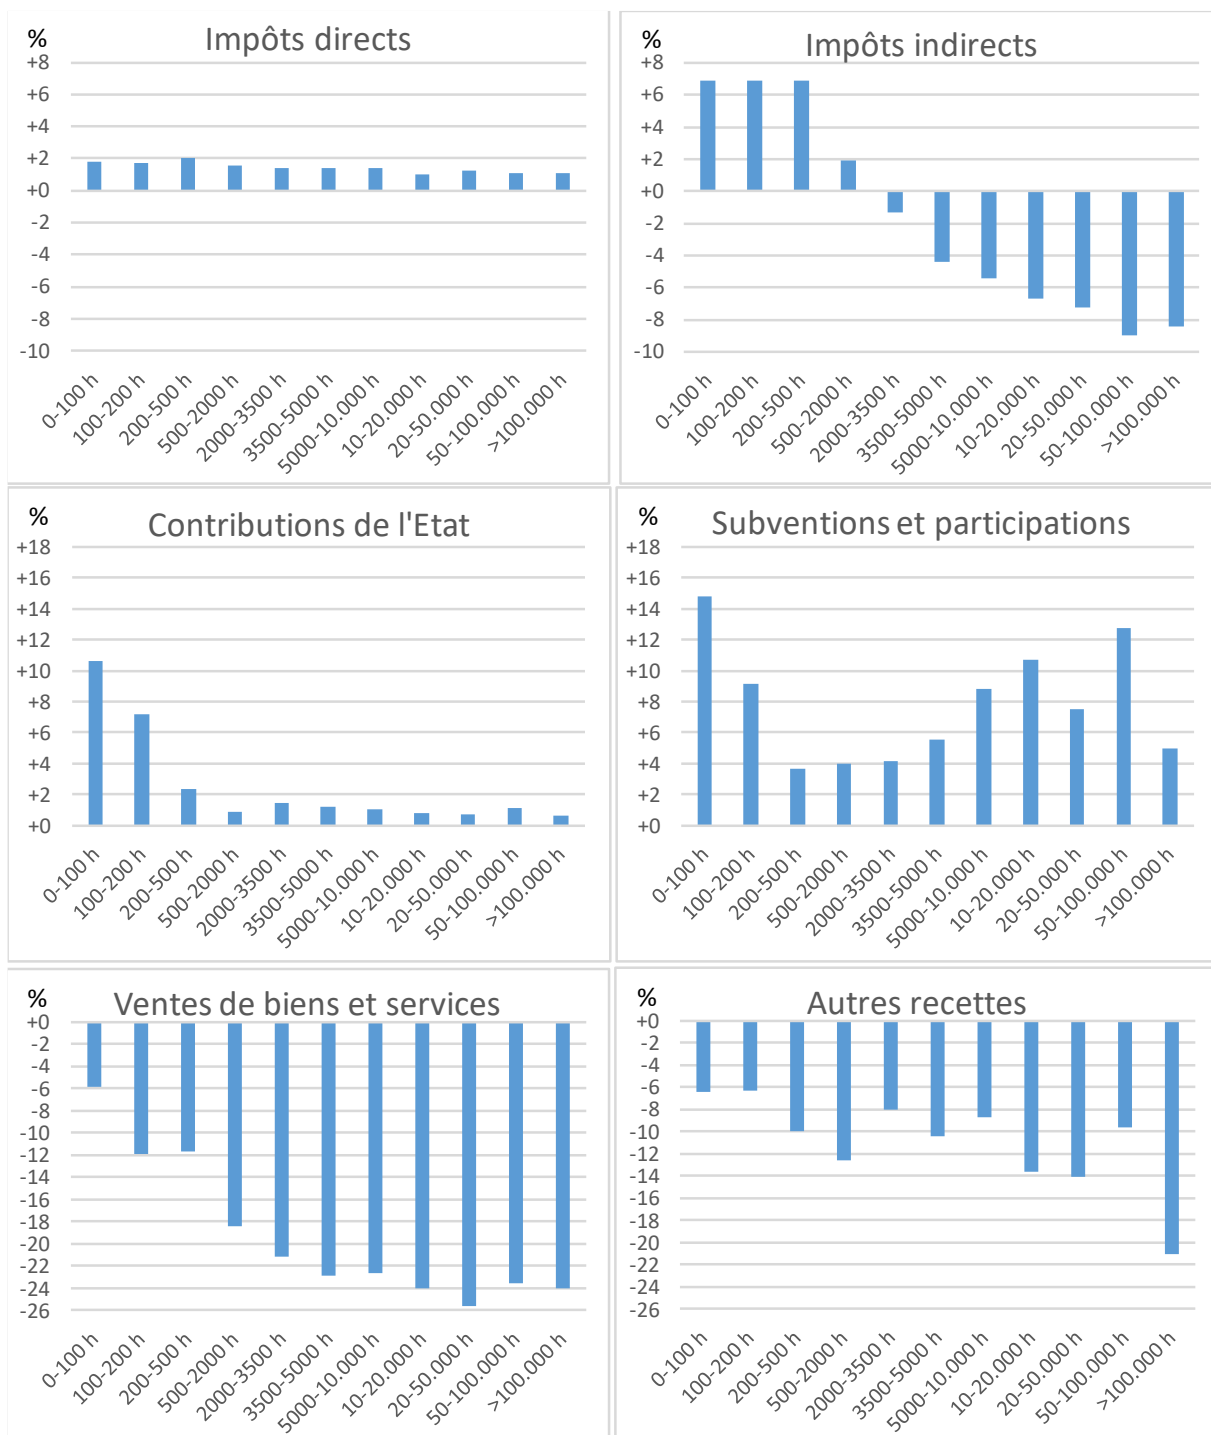 %
Impôts directs
+8
+6
+4
+2
+0
-2
-4
-6
-8
-10
0-100 h
100-200 h
200-500 h
500-2000 h
2000-3500 h
3500-5000 h
5000-10.000 h
10-20.000 h
20-50.000 h
50-100.000 h
>100.000 h
%
Impôts indirects
+8
+6
+4
+2
+0
-2
-4
-6
-8
-10
0-100 h
100-200 h
200-500 h
500-2000 h
2000-3500 h
3500-5000 h
5000-10.000 h
10-20.000 h
20-50.000 h
50-100.000 h
>100.000 h
%
Contributions de l'Etat
+18
+16
+14
+12
+10
+8
+6
+4
+2
+0
0-100 h
100-200 h
200-500 h
500-2000 h
2000-3500 h
3500-5000 h
5000-10.000 h
10-20.000 h
20-50.000 h
50-100.000 h
>100.000 h
%
Subventions et participations
+18
+16
+14
+12
+10
+8
+6
+4
+2
+0
0-100 h
100-200 h
200-500 h
500-2000 h
2000-3500 h
3500-5000 h
5000-10.000 h
10-20.000 h
20-50.000 h
50-100.000 h
>100.000 h
%
Ventes de biens et services
+0
-2
-4
-6
-8
-10
-12
-14
-16
-18
-20
-22
-24
-26
0-100 h
100-200 h
200-500 h
500-2000 h
2000-3500 h
3500-5000 h
5000-10.000 h
10-20.000 h
20-50.000 h
50-100.000 h
>100.000 h
%
Autres recettes
+0
-2
-4
-6
-8
-10
-12
-14
-16
-18
-20
-22
-24
-26
0-100 h
100-200 h
200-500 h
500-2000 h
2000-3500 h
3500-5000 h
5000-10.000 h
10-20.000 h
20-50.000 h
50-100.000 h
>100.000 h